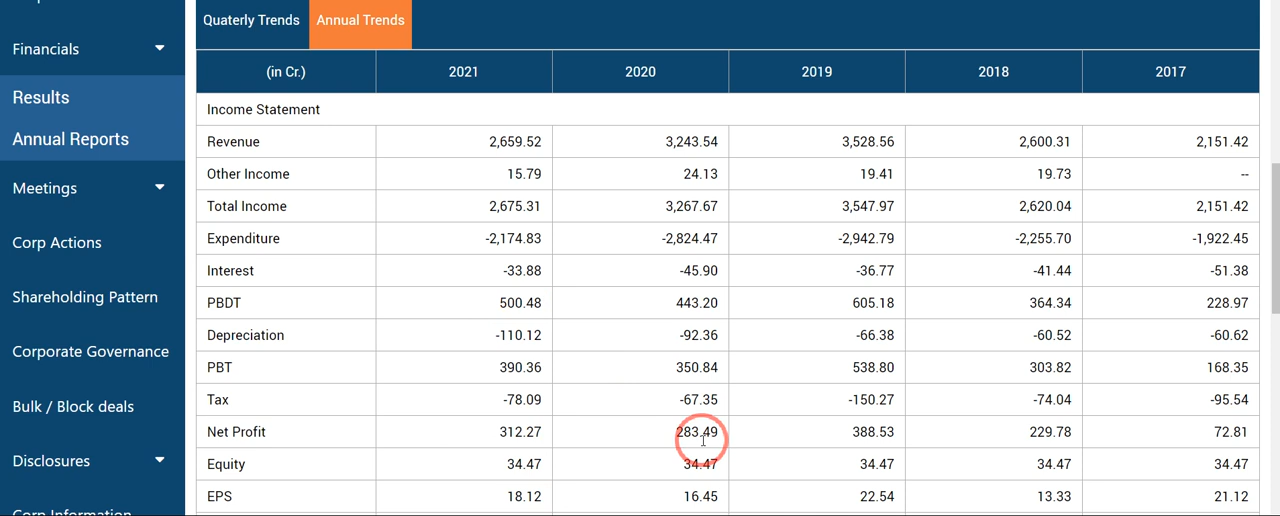 Quaterly Trends Annual Trends
Financials
(in Cr.) 2021 2020 2019 2018 2017
Results
Income Statement
Annual Reports
Revenue 2,659.52 3,243.54 3,528.56 2,600.31 2,151.42
Other Income 15.79 24.13 19.41 19.73 --
Meetings
Total Income 2,675.31 3,267.67 3,547.97 2,620.04 2,151.42
Corp Actions
Expenditure -2,174.83 -2,824.47 -2,942.79 -2,255.70 -1,922.45
Interest -33.88 -45.90 -36.77 -41.44 -51.38
Shareholding Pattern
PBDT 500.48 443.20 605.18 364.34 228.97
Depreciation -110.12 -92.36 -66.38 -60.52 -60.62
Corporate Governance
PBT 390.36 350.84 538.80 303.82 168.35
Tax -78.09 -67.35 -150.27 -74.04 -95.54
Bulk / Block deals
Net Profit 312.27 283.49 388.53 229.78 72.81
Disclosures
Equity 34.47 34.47 34.47 34.47 34.47
EPS 18.12 16.45 22.54 13.33 21.12
Corp Information